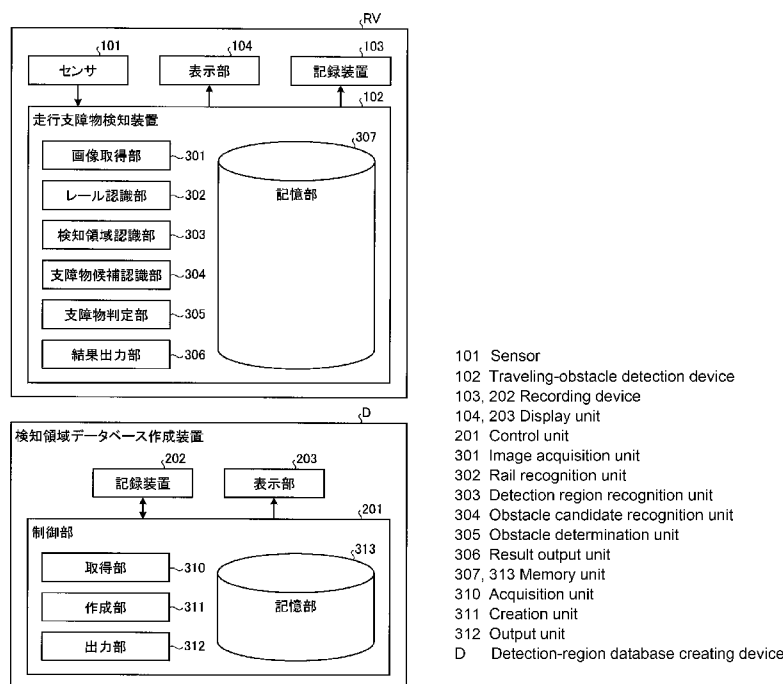 RV
101
104
103
センサ
表示部
記録装置
102
走行支障物検知装置
307
画像取得部
301
記憶部
レール認識部
302
検知領域認識部
303
支障物候補認識部
304
支障物判定部
305
結果出力部
306
D
検知領域データベース作成装置
202
203
記録装置
表示部
201
制御部
313
取得部
310
記憶部
作成部
311
出力部
312
101 Sensor
102 Traveling-obstacle detection device
103, 202 Recording device
104, 203 Display unit
201 Control unit
301 Image acquisition unit
302 Rail recognition unit
303 Detection region recognition unit
304 Obstacle candidate recognition unit
305 Obstacle determination unit
306 Result output unit
307, 313 Memory unit
310 Acquisition unit
311 Creation unit
312 Output unit
D Detection-region database creating device